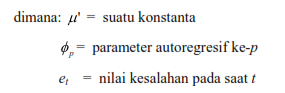 dimana: μ' = suatu konstanta
ϕₚ = parameter autoregresif ke-p
eₜ = nilai kesalahan pada saat t